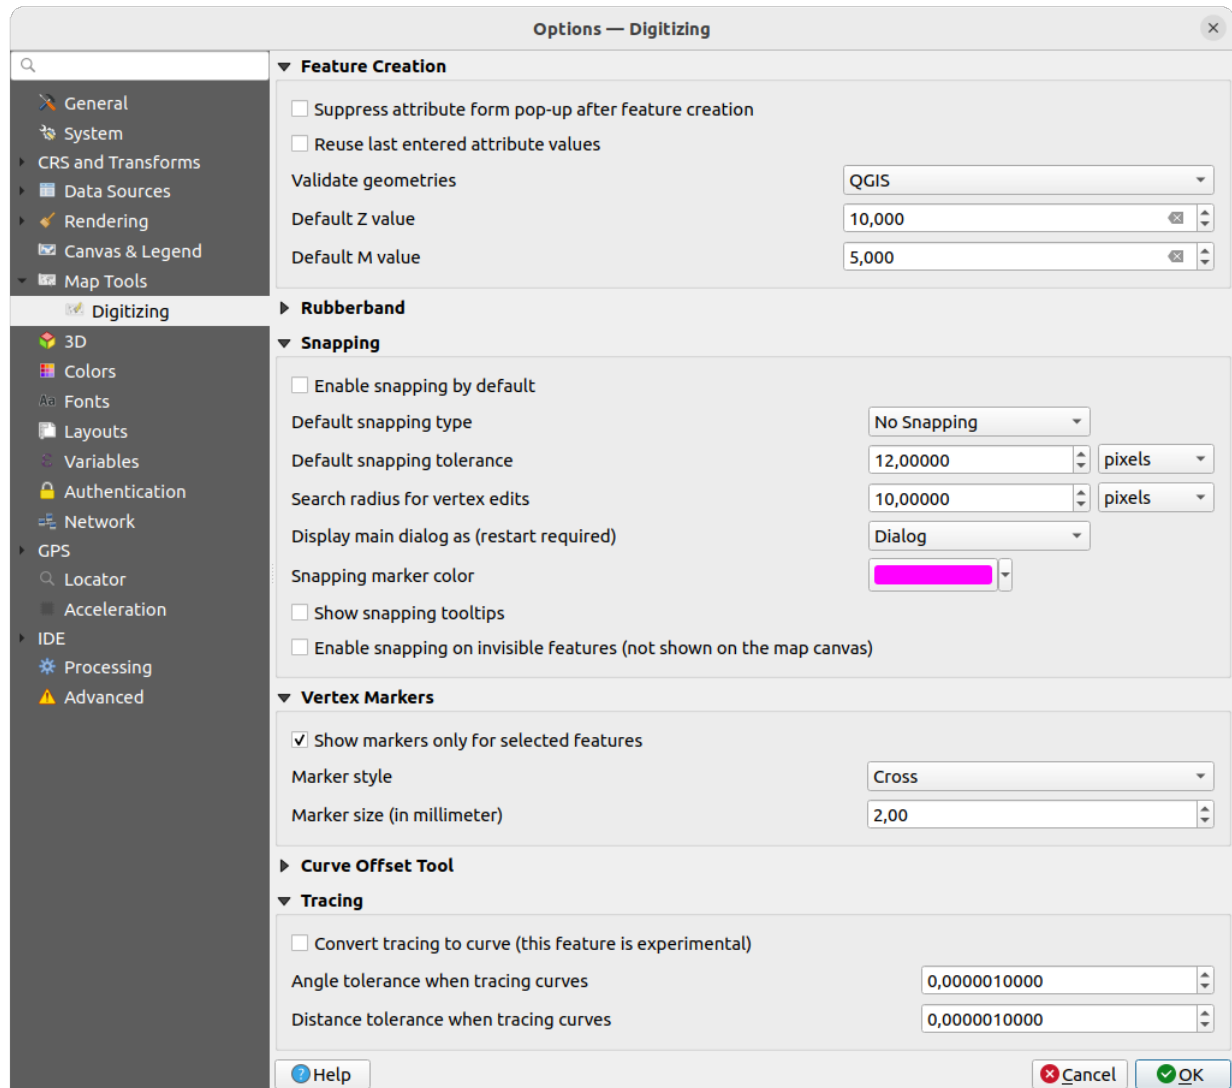 Options — Digitizing
General
System
CRS and Transforms
Data Sources
Rendering
Canvas & Legend
Map Tools
Digitizing
3D
Colors
Aa Fonts
Layouts
ε Variables
Authentication
Network
GPS
Locator
Acceleration
IDE
Processing
Advanced
Feature Creation
Suppress attribute form pop-up after feature creation
Reuse last entered attribute values
Validate geometries QGIS
Default Z value 10,000
Default M value 5,000
Rubberband
Snapping
Enable snapping by default
Default snapping type No Snapping
Default snapping tolerance 12,00000 pixels
Search radius for vertex edits 10,00000 pixels
Display main dialog as (restart required) Dialog
Snapping marker color
Show snapping tooltips
Enable snapping on invisible features (not shown on the map canvas)
Vertex Markers
Show markers only for selected features
Marker style Cross
Marker size (in millimeter) 2,00
Curve Offset Tool
Tracing
Convert tracing to curve (this feature is experimental)
Angle tolerance when tracing curves 0,0000010000
Distance tolerance when tracing curves 0,0000010000
Help Cancel OK